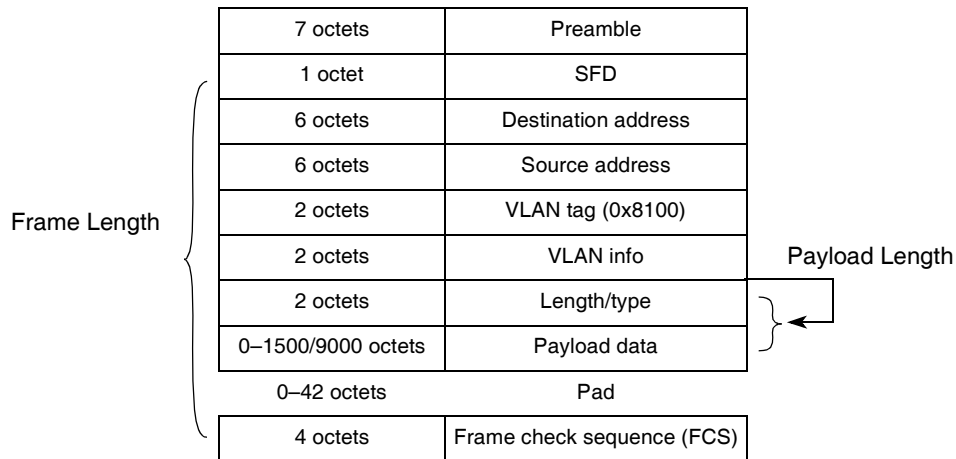 7 octets Preamble
1 octet SFD
6 octets Destination address
6 octets Source address
2 octets VLAN tag (0x8100)
Frame Length
2 octets VLAN info
Payload Length
2 octets Length/type
0–1500/9000 octets Payload data
0–42 octets Pad
4 octets Frame check sequence (FCS)